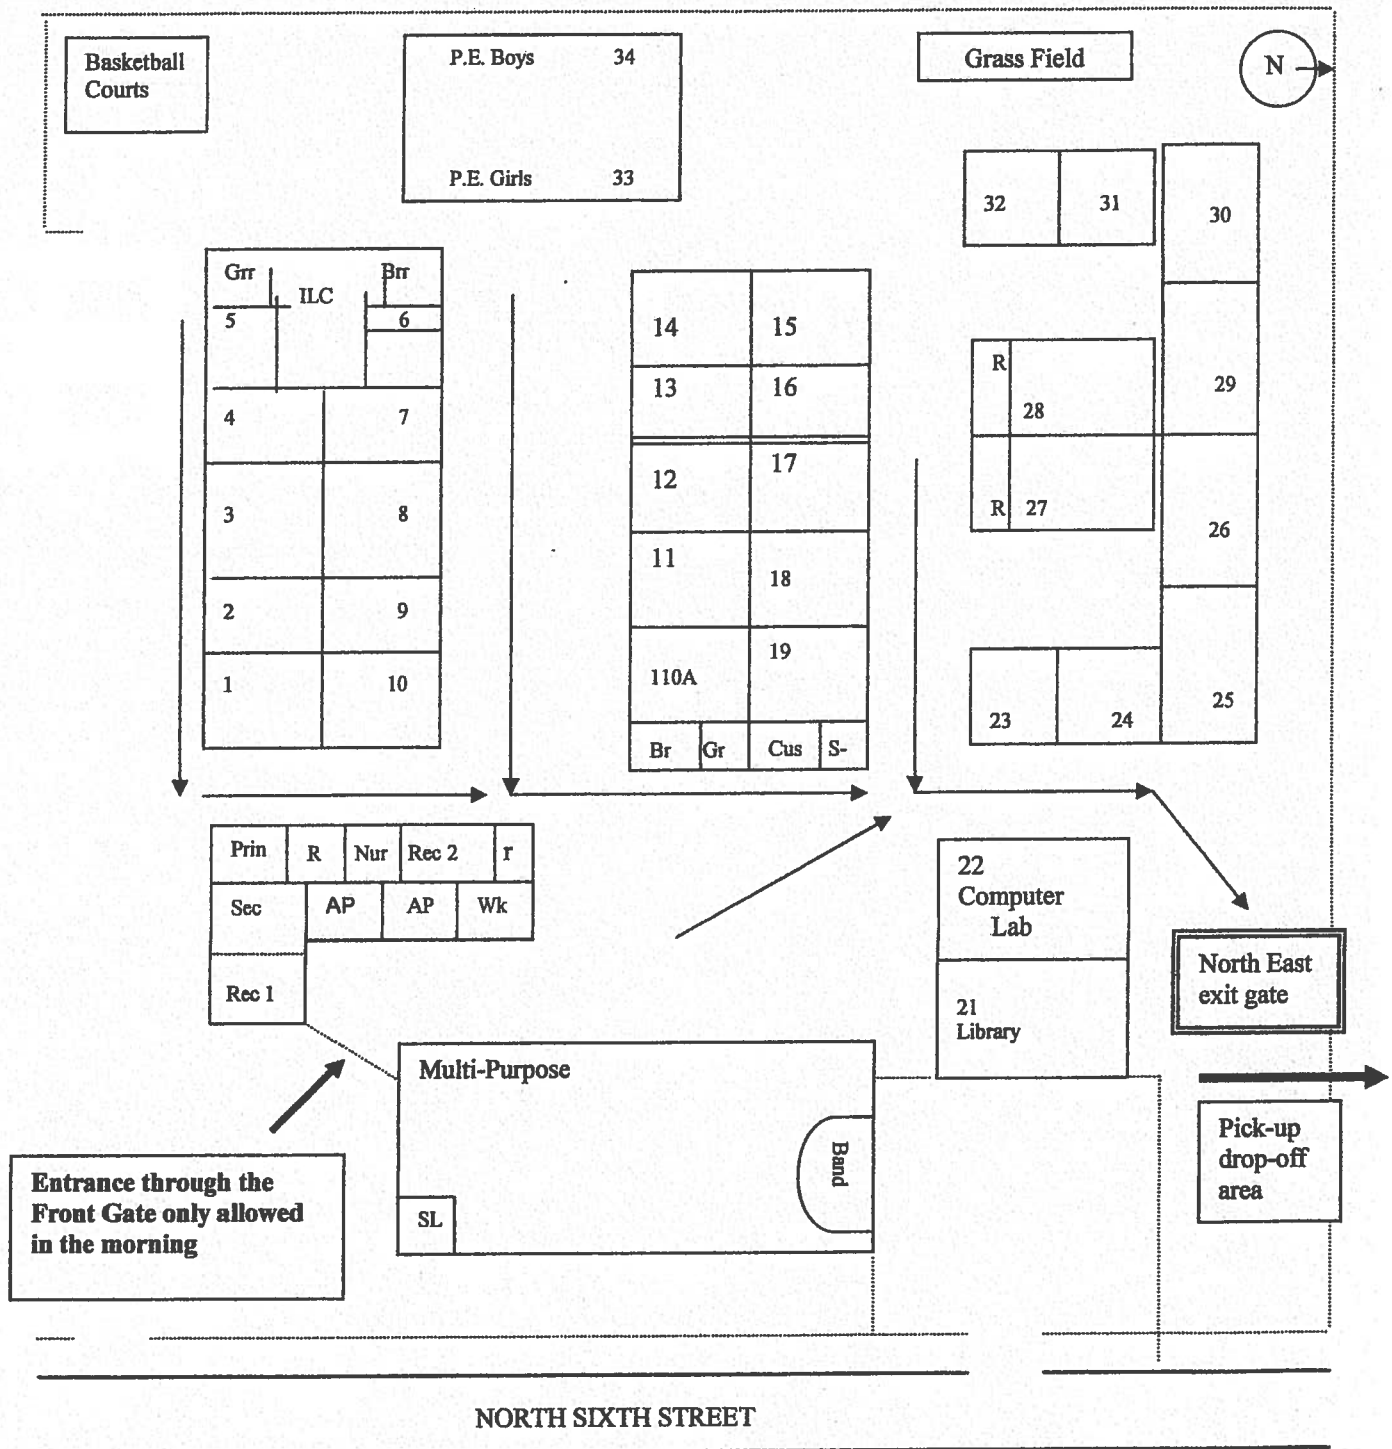 Basketball
Courts
P.E. Boys 34
P.E. Girls 33
Grass Field
N
Grr
Brr
ILC
5
6
4
7
3
8
2
9
1
10
14
15
13
16
12
17
11
18
110A
19
Br
Gr
Cus
S-
32
31
30
R
28
29
R
27
26
23
24
25
Prin
R
Nur
Rec 2
r
Sec
AP
AP
Wk
Rec 1
22
Computer
Lab
21
Library
North East
exit gate
Multi-Purpose
Band
SL
Pick-up
drop-off
area
Entrance through the
Front Gate only allowed
in the morning
NORTH SIXTH STREET